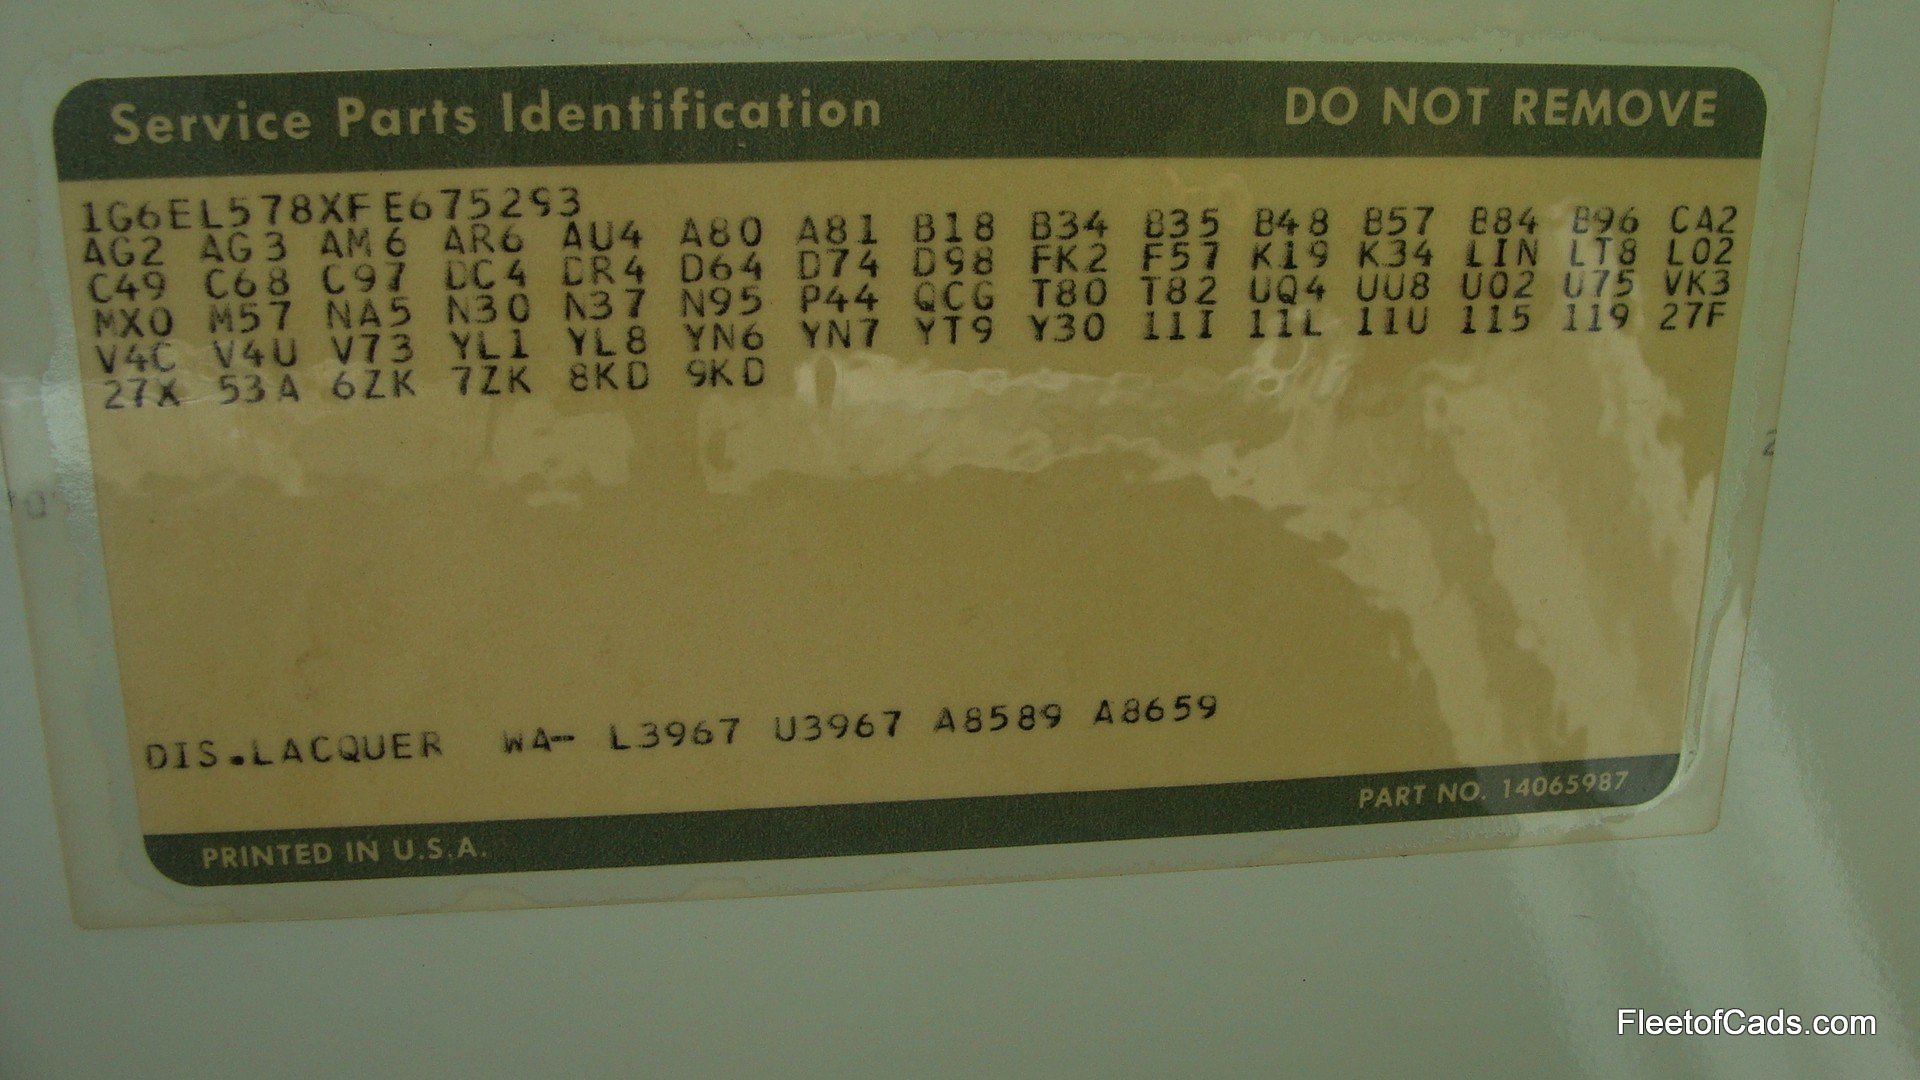 Service Parts Identification DO NOT REMOVE
1G6EL578XFE675293
AG2 AG3 AM6 AR6 AU4 A80 A81 B18 B34 B35 B48 B57 B84 B96 CA2
C49 C68 C97 DC4 DR4 D64 D74 D98 FK2 F57 K19 K34 LIN LT8 LO2
MX0 M57 NA5 N30 N37 N95 P44 QCG T80 T82 UQ4 UU8 U02 U75 VK3
V4C V4U V73 YL1 YL8 YN6 YN7 YT9 Y30 11I 11L 11U 115 119 27F
27X 53A 6ZK 7ZK 8KD 9KD
DIS.LACQUER WA- L3967 U3967 A8589 A8659
PART NO. 14065987
PRINTED IN U.S.A.
FleetofCads.com